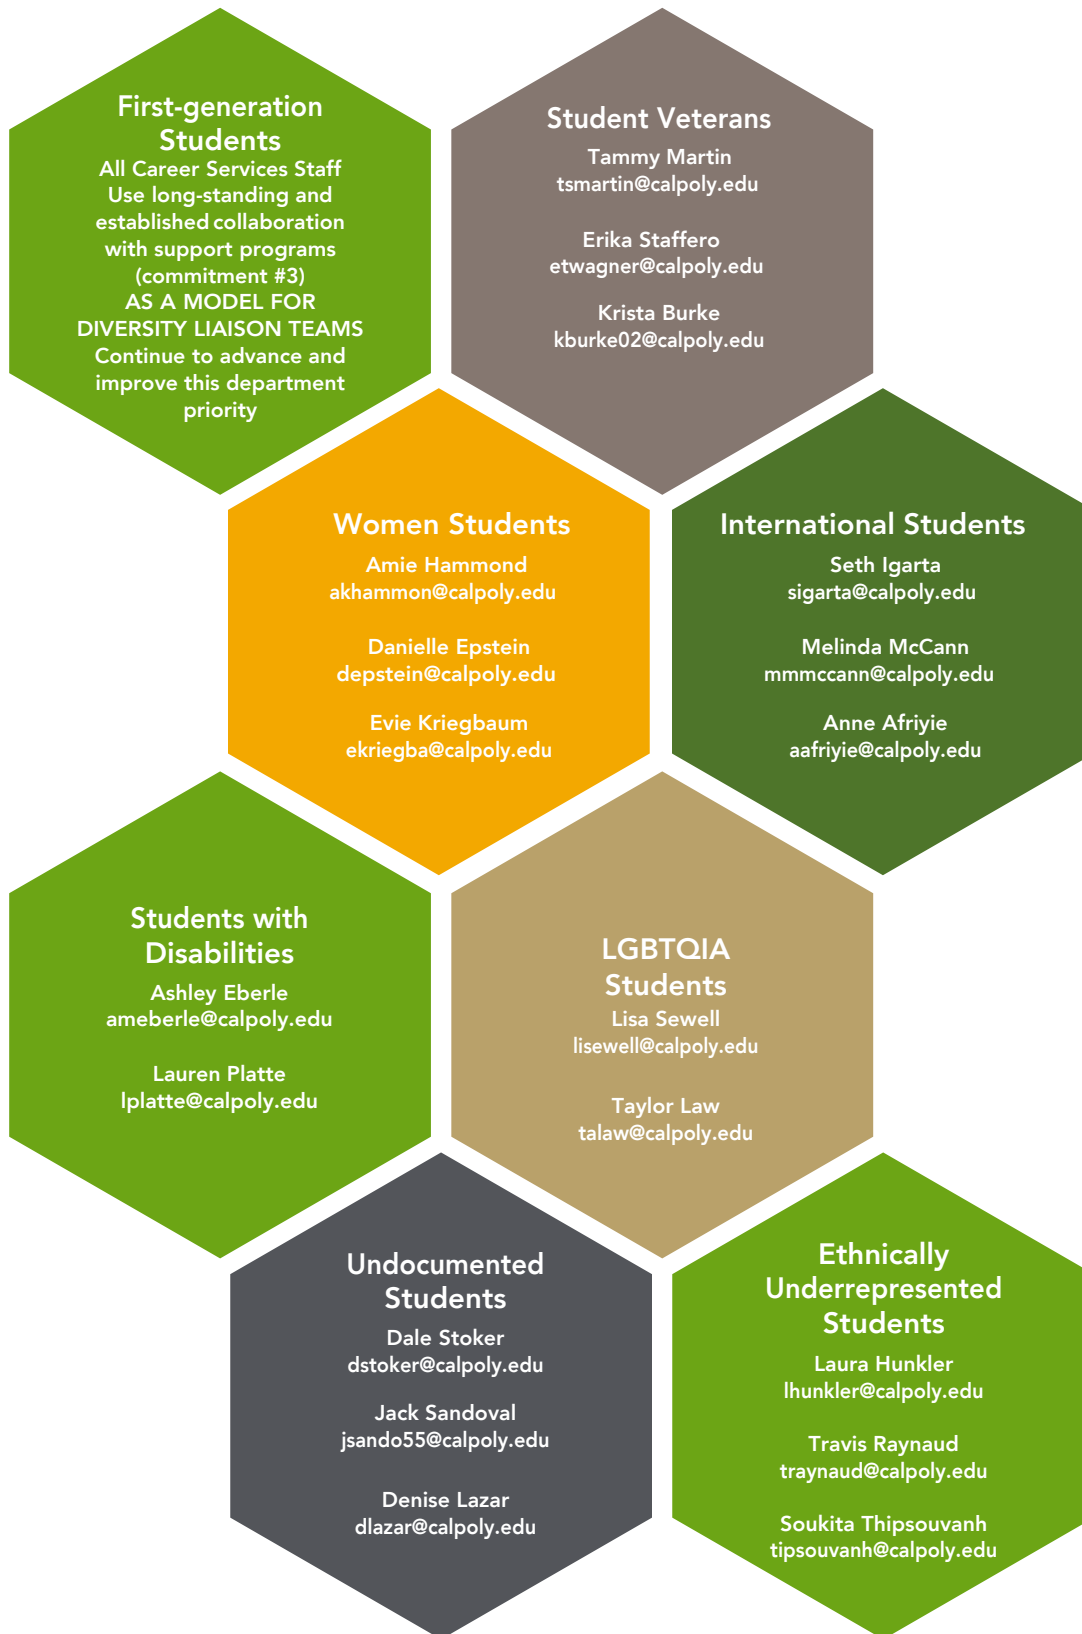 First-generation
Students
All Career Services Staff
Use long-standing and
established collaboration
with support programs
(commitment #3)
AS A MODEL FOR
DIVERSITY LIAISON TEAMS
Continue to advance and
improve this department
priority
Student Veterans
Tammy Martin
tsmartin@calpoly.edu
Erika Staffero
etwagner@calpoly.edu
Krista Burke
kburke02@calpoly.edu
Women Students
Amie Hammond
akhammon@calpoly.edu
Danielle Epstein
depstein@calpoly.edu
Evie Kriegbaum
ekriegba@calpoly.edu
International Students
Seth Igarta
sigarta@calpoly.edu
Melinda McCann
mmmccann@calpoly.edu
Anne Afriyie
aafriyie@calpoly.edu
Students with
Disabilities
Ashley Eberle
ameberle@calpoly.edu
Lauren Platte
lplatte@calpoly.edu
LGBTQIA
Students
Lisa Sewell
lisewell@calpoly.edu
Taylor Law
talaw@calpoly.edu
Undocumented
Students
Dale Stoker
dstoker@calpoly.edu
Jack Sandoval
jsando55@calpoly.edu
Denise Lazar
dlazar@calpoly.edu
Ethnically
Underrepresented
Students
Laura Hunkler
lhunkler@calpoly.edu
Travis Raynaud
traynaud@calpoly.edu
Soukita Thipsouvanh
tipsouvanh@calpoly.edu